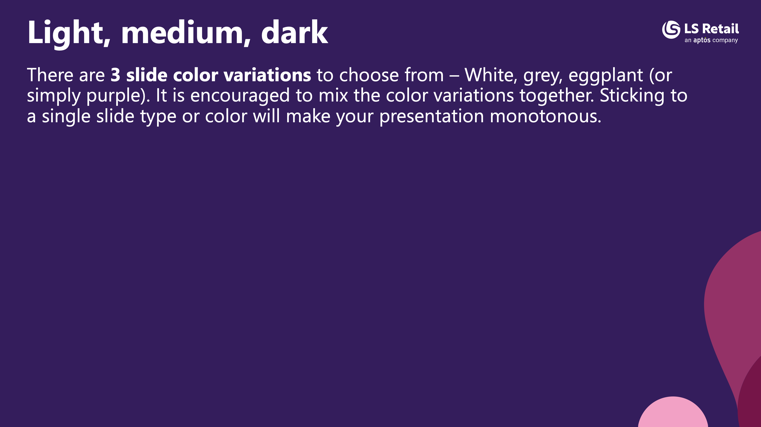 Light, medium, dark
LS Retail
an aptos company
There are 3 slide color variations to choose from – White, grey, eggplant (or
simply purple). It is encouraged to mix the color variations together. Sticking to
a single slide type or color will make your presentation monotonous.